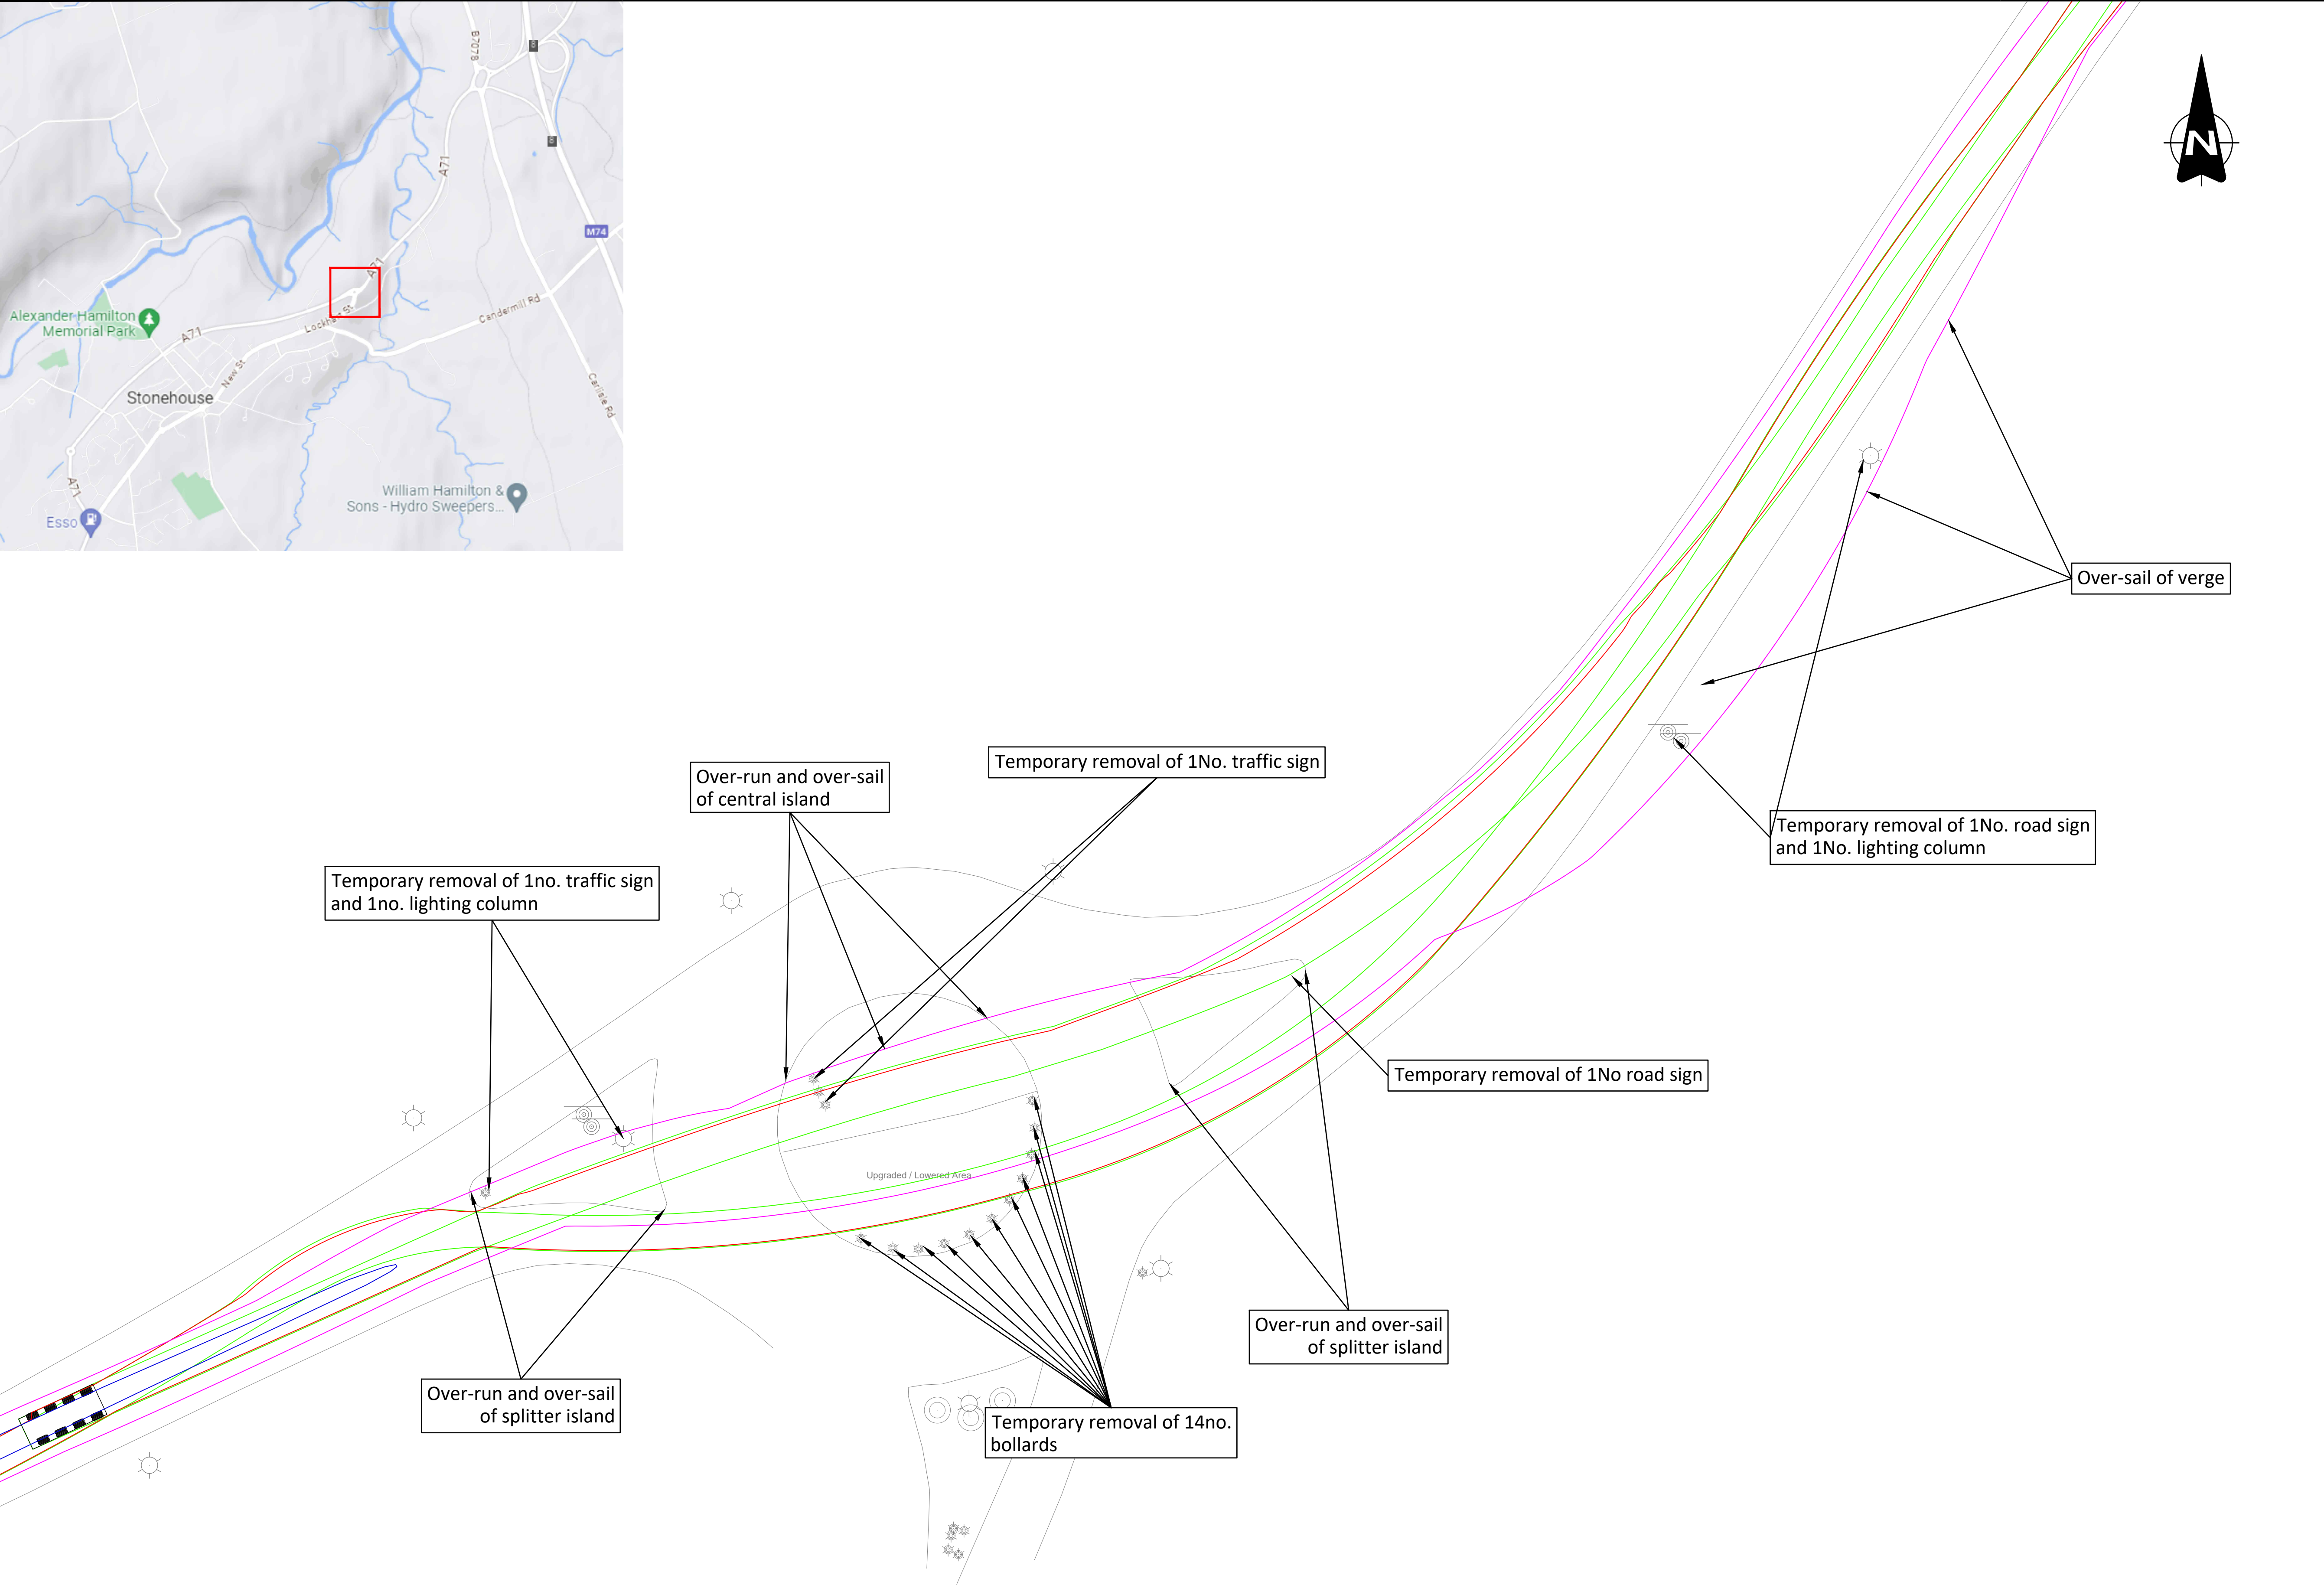 B7078
A71
M74
A71
Alexander Hamilton
Memorial Park
A71
Lockhart St
Candermill Rd
New St
Stonehouse
Carlisle Rd
A71
William Hamilton &
Sons - Hydro Sweepers...
Esso
N
Over-sail of verge
Temporary removal of 1No. traffic sign
Over-run and over-sail
of central island
Temporary removal of 1No. road sign
and 1No. lighting column
Temporary removal of 1no. traffic sign
and 1no. lighting column
Temporary removal of 1No road sign
Upgraded / Lowered Area
Over-run and over-sail
of splitter island
Over-run and over-sail
of splitter island
Temporary removal of 14no.
bollards